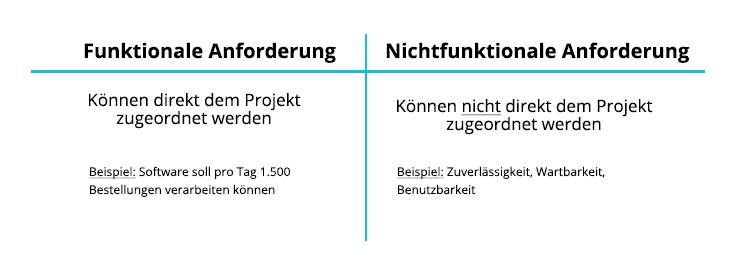 Funktionale Anforderung
Nichtfunktionale Anforderung
Können direkt dem Projekt
zugeordnet werden
Können nicht direkt dem Projekt
zugeordnet werden
Beispiel: Software soll pro Tag 1.500
Bestellungen verarbeiten können
Beispiel: Zuverlässigkeit, Wartbarkeit,
Benutzbarkeit